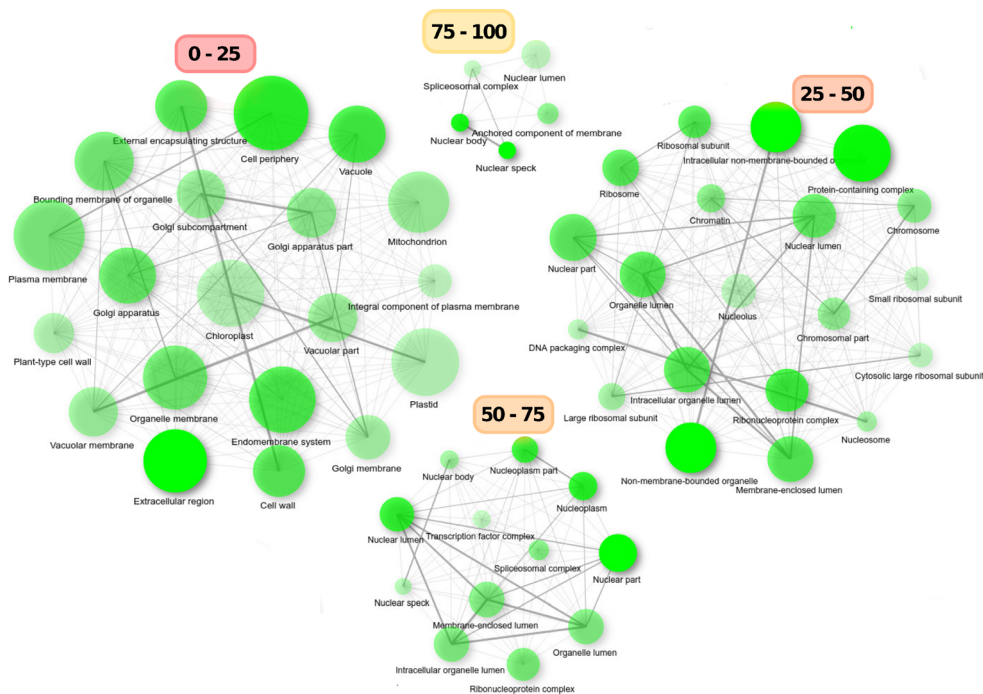 0 - 25
External encapsulating structure
Cell periphery
Vacuole
Bounding membrane of organelle
Golgi subcompartment
Golgi apparatus part
Mitochondrion
Plasma membrane
Golgi apparatus
Integral component of plasma membrane
Chloroplast
Plant-type cell wall
Vacuolar part
Plastid
Organelle membrane
Vacuolar membrane
Endomembrane system
Golgi membrane
Extracellular region
Cell wall
75 - 100
Nuclear lumen
Spliceosomal complex
Anchored component of membrane
Nuclear body
Nuclear speck
25 - 50
Ribosomal subunit
Intracellular non-membrane-bounded
Protein-containing complex
Ribosome
Chromatin
Nuclear lumen
Chromosome
Nuclear part
Organelle lumen
Small ribosomal subunit
Nucleolus
Chromosomal part
DNA packaging complex
Cytosolic large ribosomal subunit
Intracellular organelle lumen
Large ribosomal subunit
Ribonucleoprotein complex
Nucleosome
Non-membrane-bounded organelle
Membrane-enclosed lumen
50 - 75
Nuclear body
Nucleoplasm part
Nucleoplasm
Nuclear lumen
Transcription factor complex
Spliceosomal complex
Nuclear part
Nuclear speck
Membrane-enclosed lumen
Organelle lumen
Intracellular organelle lumen
Ribonucleoprotein complex